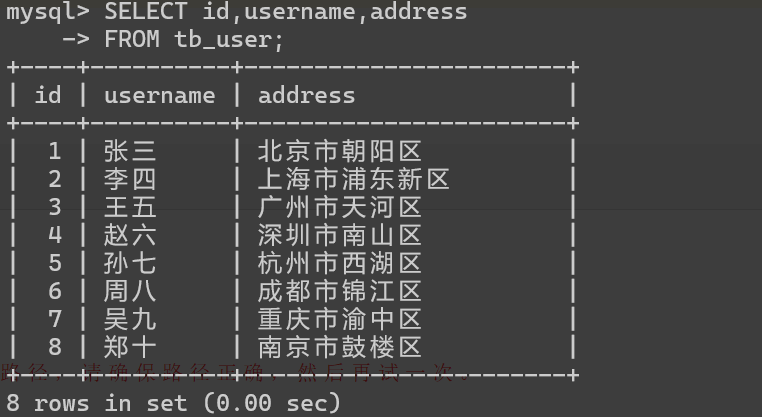 mysql> SELECT id,username,address
    -> FROM tb_user;
+----+----------+----------------------+
| id | username | address              |
+----+----------+----------------------+
|  1 | 张三     | 北京市朝阳区         |
|  2 | 李四     | 上海市浦东新区       |
|  3 | 王五     | 广州市天河区         |
|  4 | 赵六     | 深圳市南山区         |
|  5 | 孙七     | 杭州市西湖区         |
|  6 | 周八     | 成都市锦江区         |
|  7 | 吴九     | 重庆市渝中区         |
|  8 | 郑十     | 南京市鼓楼区         |
+----+----------+----------------------+
路径，请确保路径正确，然后再试一次。
8 rows in set (0.00 sec)